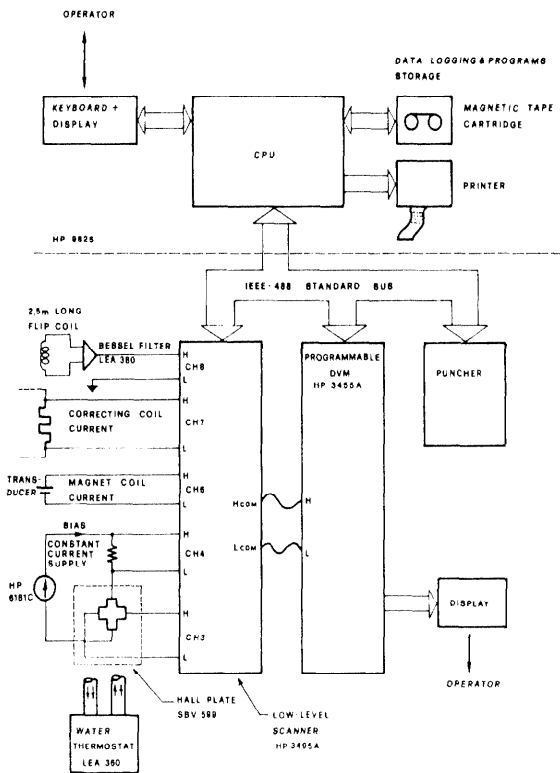 OPERATOR
DATA LOGGING & PROGRAMS
STORAGE
KEYBOARD +
DISPLAY
CPU
MAGNETIC TAPE
CARTRIDGE
PRINTER
HP 9825
IEEE-488 STANDARD BUS
2,5m LONG
FLIP COIL
BESSEL FILTER
LEA 380
H
CH8
L
PROGRAMMABLE
DVM
HP 3455A
PUNCHER
H
CORRECTING COIL
CURRENT
CH7
L
TRANS-
DUCER
MAGNET COIL
CURRENT
H
CH6
L
HCOM
H
LCOM
L
BIAS
CONSTANT
CURRENT
SUPPLY
H
CH4
L
HP
6181C
H
CH3
L
DISPLAY
OPERATOR
HALL PLATE
SBV 599
LOW-LEVEL
SCANNER
HP 3495A
WATER
THERMOSTAT
LEA 360